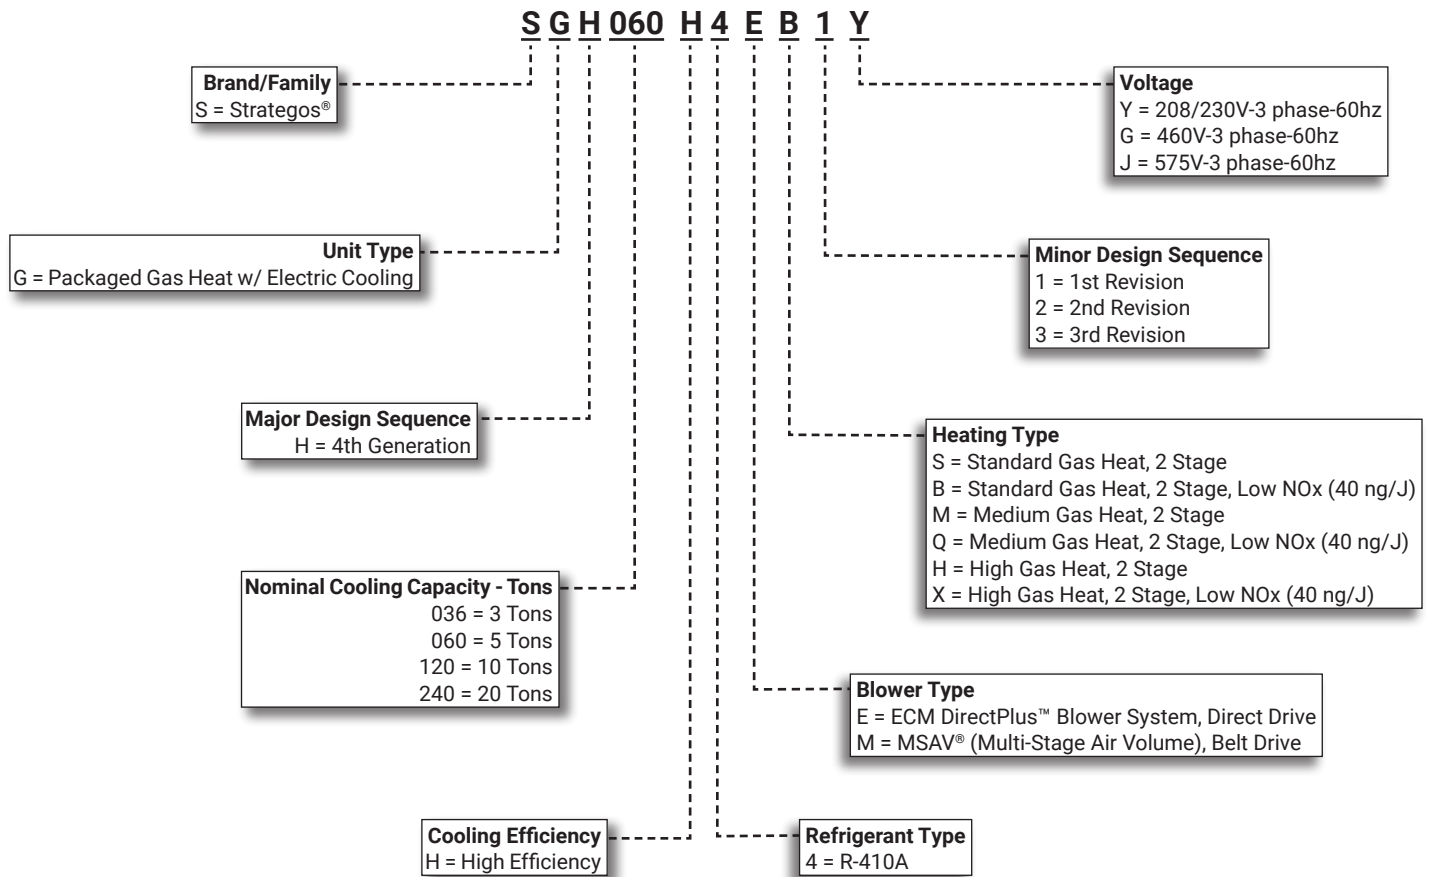 S G H 060 H 4 E B 1 Y
Brand/Family
S = Strategos®
Voltage
Y = 208/230V-3 phase-60hz
G = 460V-3 phase-60hz
J = 575V-3 phase-60hz
Unit Type
G = Packaged Gas Heat w/ Electric Cooling
Minor Design Sequence
1 = 1st Revision
2 = 2nd Revision
3 = 3rd Revision
Major Design Sequence
H = 4th Generation
Heating Type
S = Standard Gas Heat, 2 Stage
B = Standard Gas Heat, 2 Stage, Low NOx (40 ng/J)
M = Medium Gas Heat, 2 Stage
Q = Medium Gas Heat, 2 Stage, Low NOx (40 ng/J)
H = High Gas Heat, 2 Stage
X = High Gas Heat, 2 Stage, Low NOx (40 ng/J)
Nominal Cooling Capacity - Tons
036 = 3 Tons
060 = 5 Tons
120 = 10 Tons
240 = 20 Tons
Blower Type
E = ECM DirectPlus™ Blower System, Direct Drive
M = MSAV® (Multi-Stage Air Volume), Belt Drive
Cooling Efficiency
H = High Efficiency
Refrigerant Type
4 = R-410A